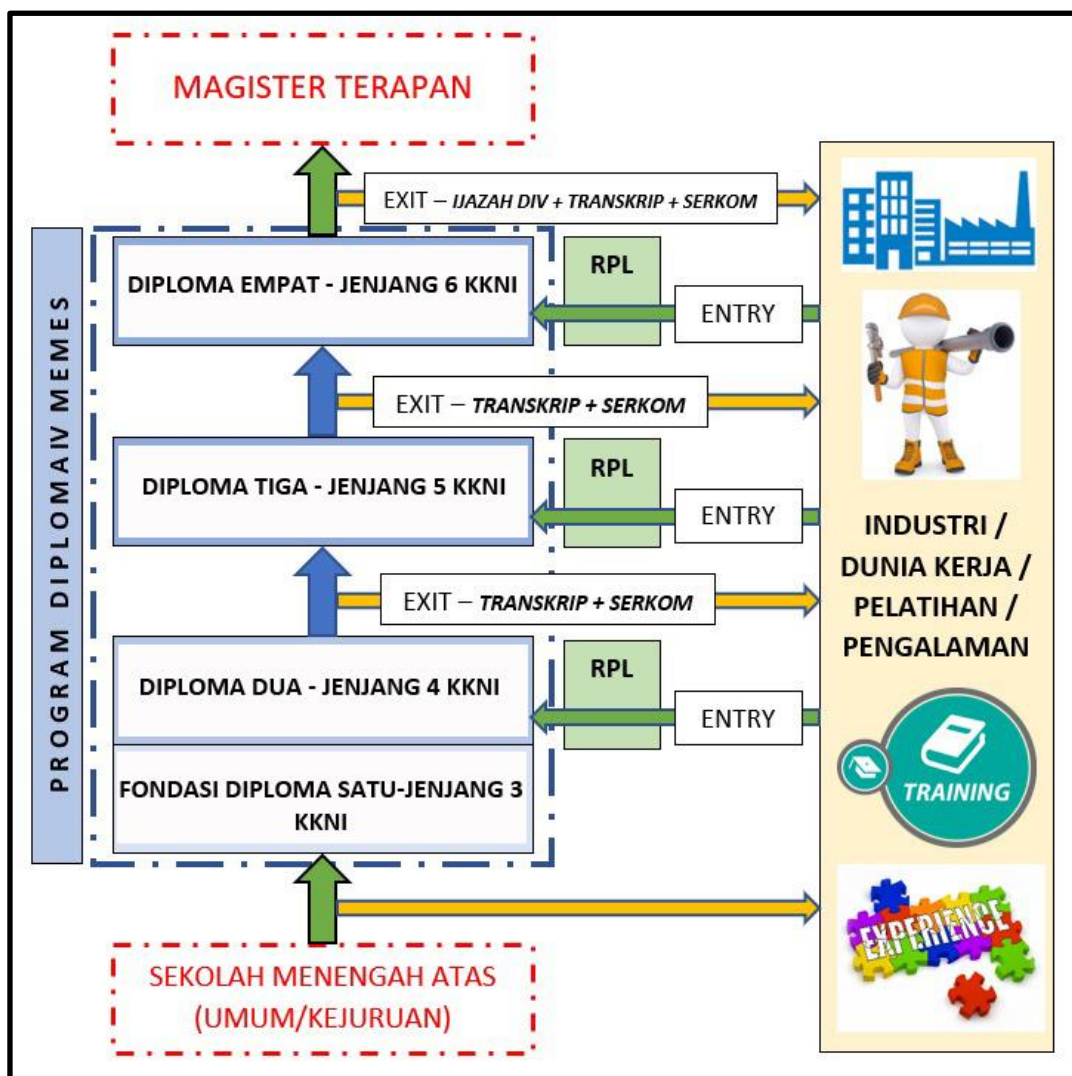 MAGISTER TERAPAN
EXIT – IJAZAH DIV + TRANSKRIP + SERKOM
PROGRAM DIPLOMA IV MEMES
DIPLOMA EMPAT - JENJANG 6 KKNI
RPL
ENTRY
EXIT – TRANSKRIP + SERKOM
DIPLOMA TIGA - JENJANG 5 KKNI
RPL
ENTRY
EXIT – TRANSKRIP + SERKOM
DIPLOMA DUA - JENJANG 4 KKNI
RPL
ENTRY
FONDASI DIPLOMA SATU-JENJANG 3
KKNI
SEKOLAH MENENGAH ATAS
(UMUM/KEJURUAN)
INDUSTRI /
DUNIA KERJA /
PELATIHAN /
PENGALAMAN
TRAINING
EXPERIENCE